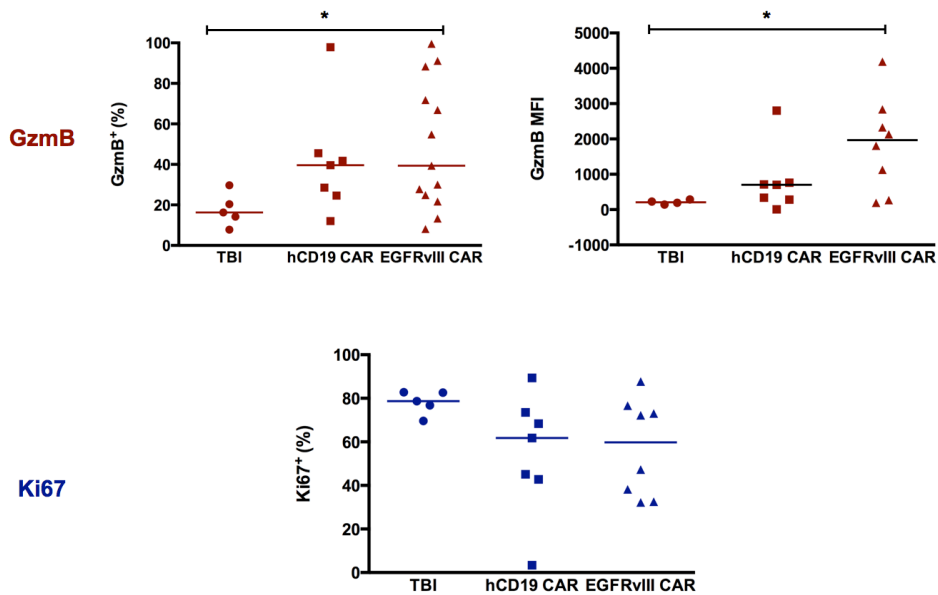 *
*
GzmB
GzmB⁺ (%)
100
80
60
40
20
0
TBI
hCD19 CAR
EGFRvIII CAR
GzmB MFI
5000
4000
3000
2000
1000
0
-1000
TBI
hCD19 CAR
EGFRvIII CAR
Ki67
Ki67⁺ (%)
100
80
60
40
20
0
TBI
hCD19 CAR
EGFRvIII CAR